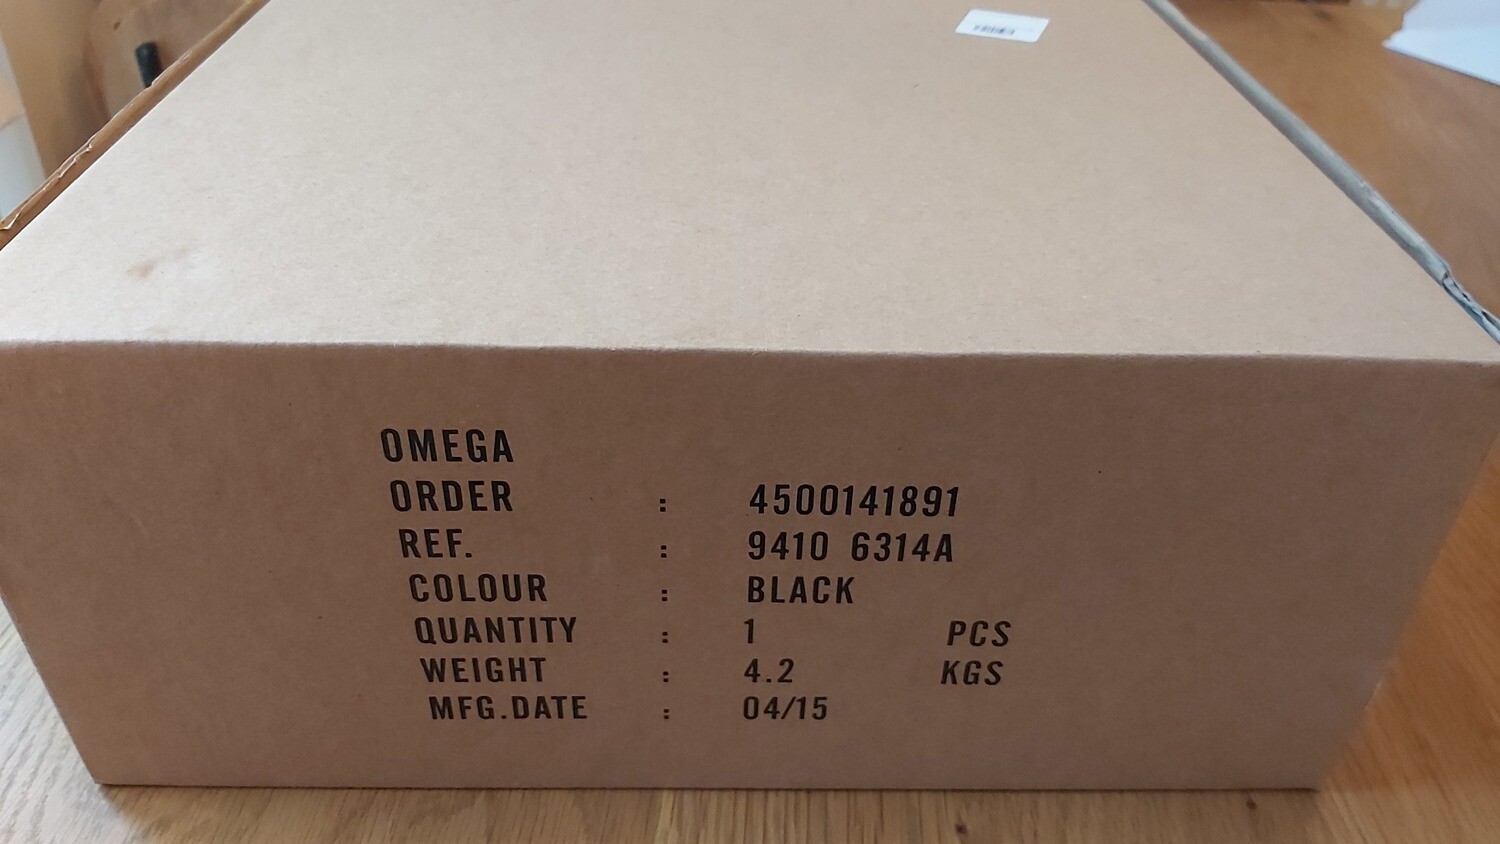 OMEGA
ORDER : 4500141891
REF. : 9410 6314A
COLOUR : BLACK
QUANTITY : 1 PCS
WEIGHT : 4.2 KGS
MFG.DATE : 04/15